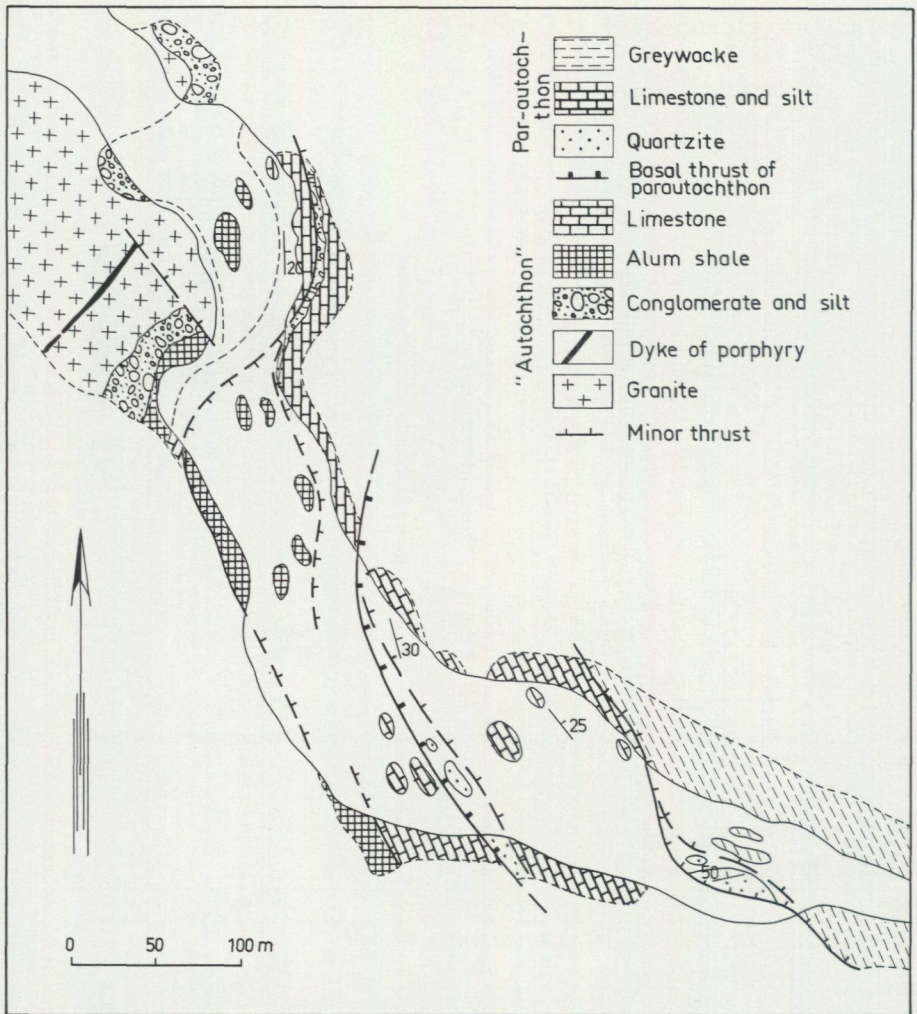 Par-autoch-
thon
Greywacke
Limestone and silt
Quartzite
Basal thrust of
parautochthon
"Autochthon"
Limestone
Alum shale
Conglomerate and silt
Dyke of porphyry
Granite
Minor thrust
20
30
25
50
0 50 100 m